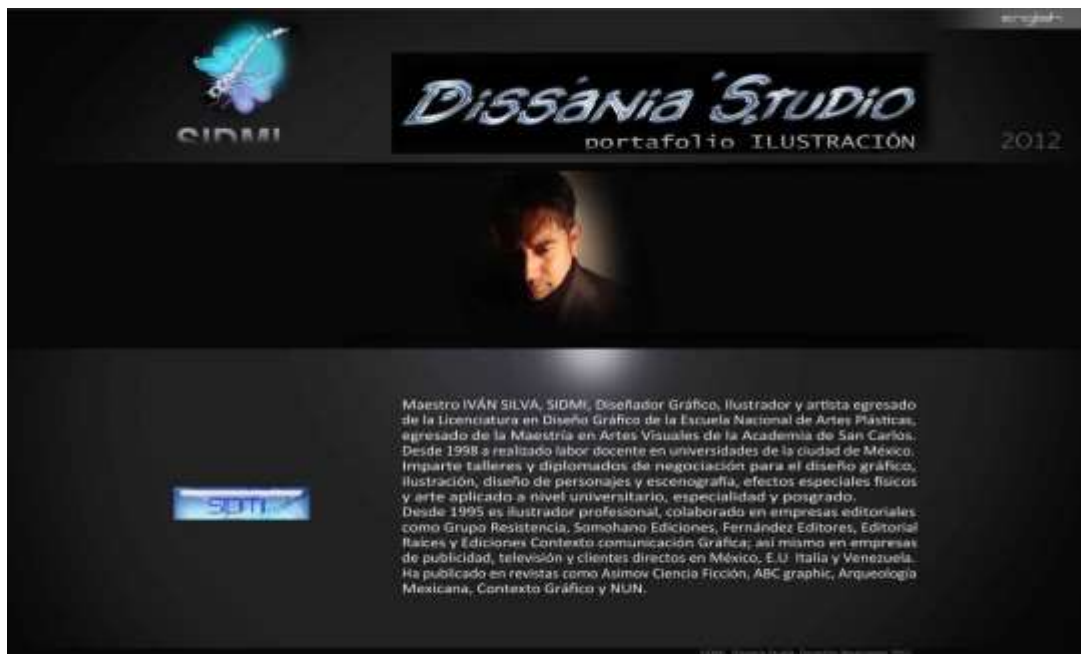 english
SIDMI
Dissánia Studio
portafolio ILUSTRACIÓN
2012
Maestro IVÁN SILVA, SIDMI, Diseñador Gráfico, Ilustrador y artista egresado
de la Licenciatura en Diseño Gráfico de la Escuela Nacional de Artes Plásticas,
egresado de la Maestría en Artes Visuales de la Academia de San Carlos.
Desde 1998 a realizado labor docente en universidades de la ciudad de México.
Imparte talleres y diplomados de negociación para el diseño gráfico,
ilustración, diseño de personajes y escenografía, efectos especiales físicos
y arte aplicado a nivel universitario, especialidad y posgrado.
Desde 1995 es ilustrador profesional, colaborado en empresas editoriales
como Grupo Resistencia, Somohano Ediciones, Fernández Editores, Editorial
Raíces y Ediciones Contexto comunicación Gráfica; así mismo en empresas
de publicidad, televisión y clientes directos en México, E.U. Italia y Venezuela.
Ha publicado en revistas como Asimov Ciencia Ficción, ABC graphic, Arqueología
Mexicana, Contexto Gráfico y NUN.